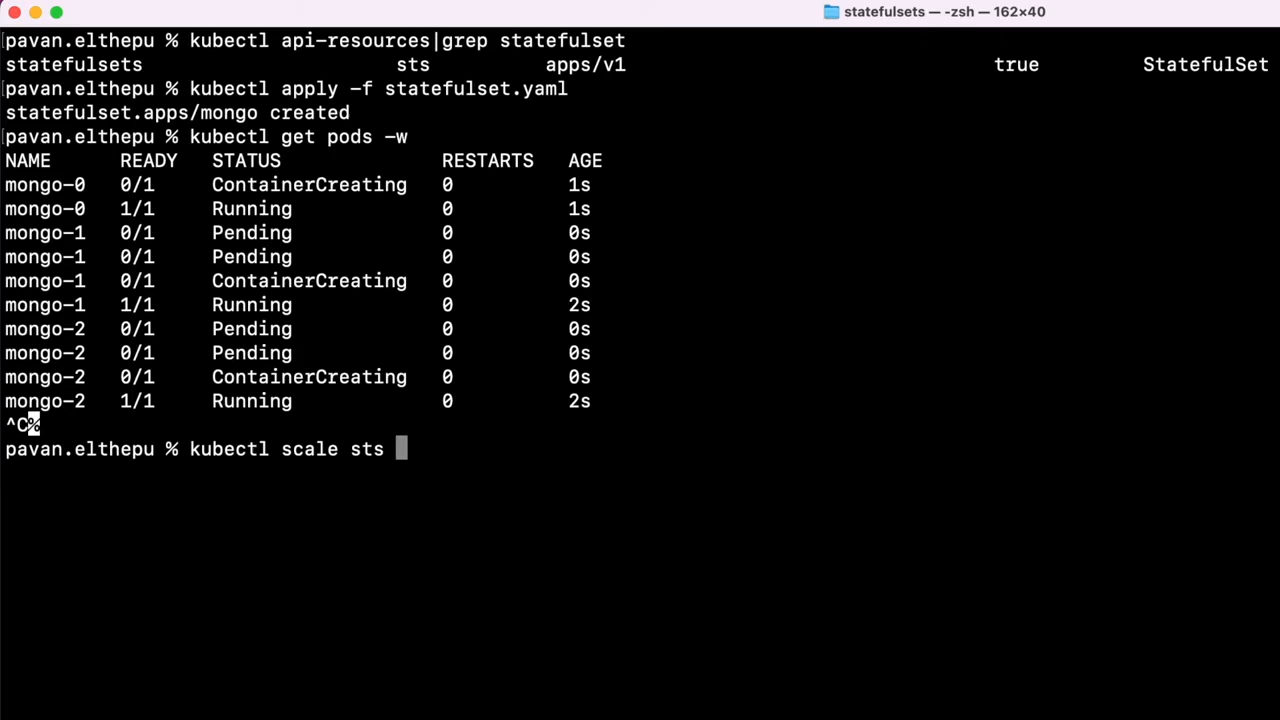 statefulsets — -zsh — 162×40
pavan.elthepu % kubectl api-resources|grep statefulset
statefulsets sts apps/v1 true StatefulSet
pavan.elthepu % kubectl apply -f statefulset.yaml
statefulset.apps/mongo created
pavan.elthepu % kubectl get pods -w
NAME READY STATUS RESTARTS AGE
mongo-0 0/1 ContainerCreating 0 1s
mongo-0 1/1 Running 0 1s
mongo-1 0/1 Pending 0 0s
mongo-1 0/1 Pending 0 0s
mongo-1 0/1 ContainerCreating 0 0s
mongo-1 1/1 Running 0 2s
mongo-2 0/1 Pending 0 0s
mongo-2 0/1 Pending 0 0s
mongo-2 0/1 ContainerCreating 0 0s
mongo-2 1/1 Running 0 2s
^C%
pavan.elthepu % kubectl scale sts